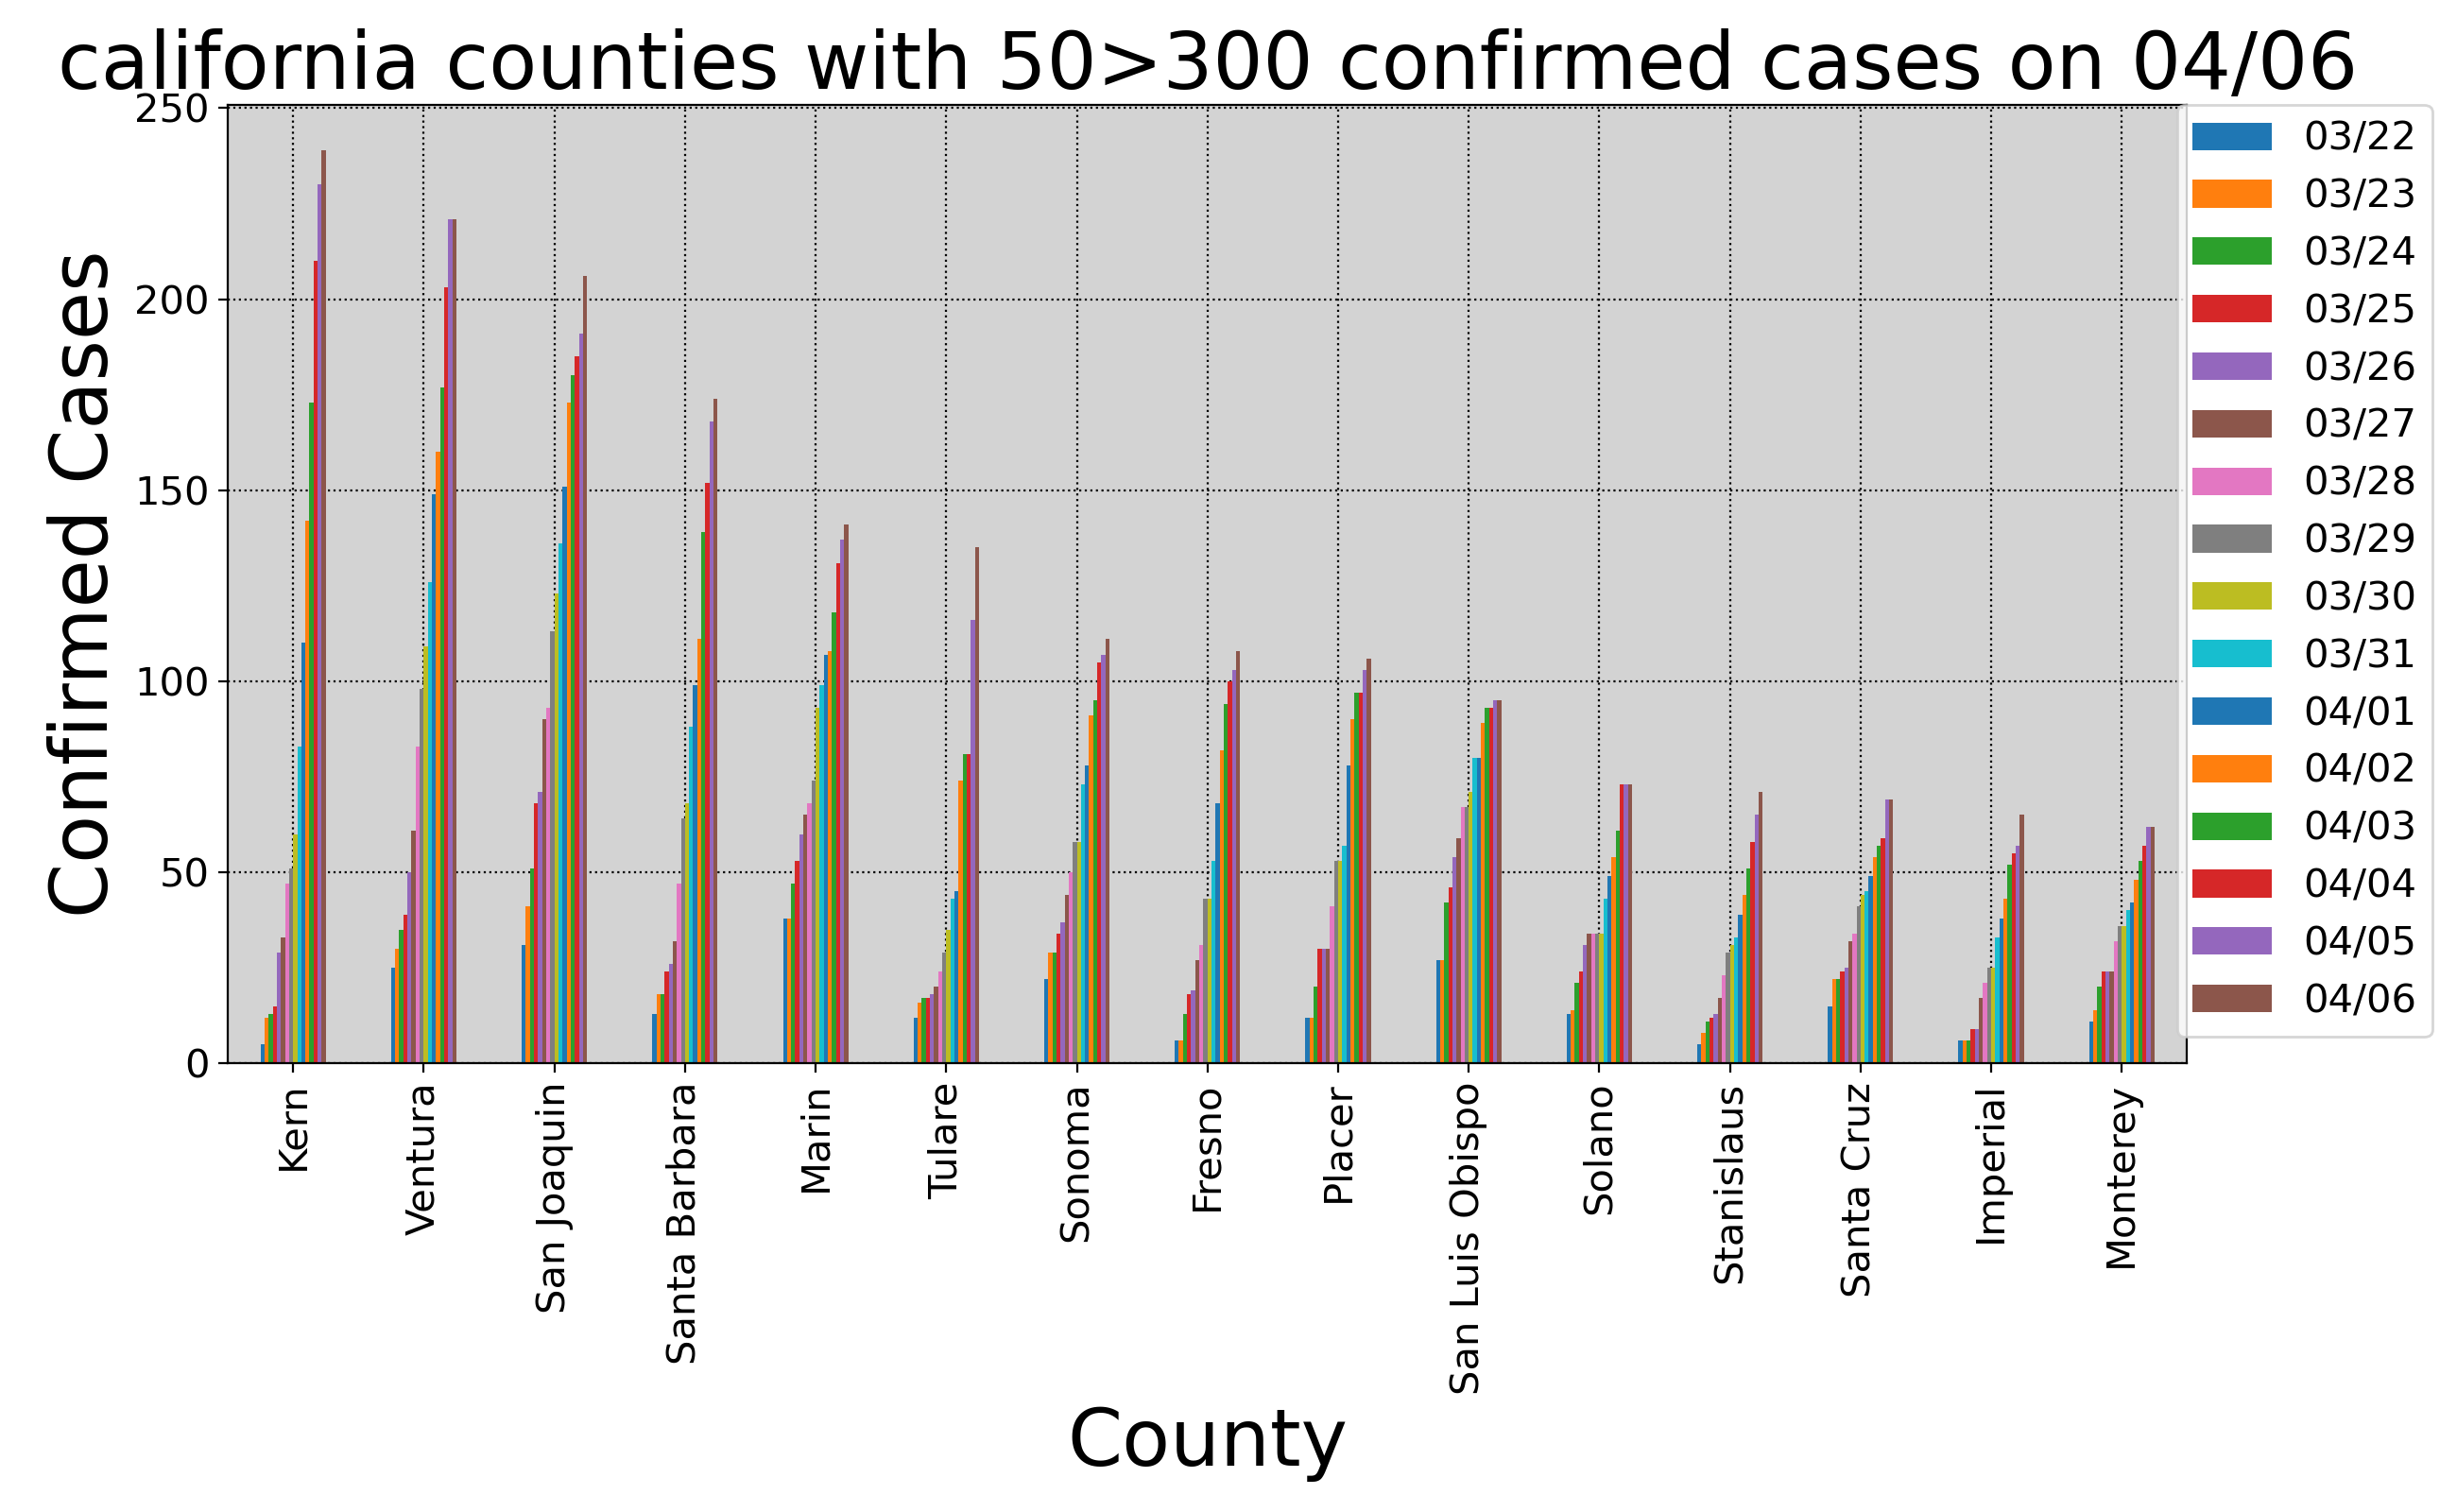 california counties with 50>300 confirmed cases on 04/06
Confirmed Cases
250
200
150
100
50
0
03/22
03/23
03/24
03/25
03/26
03/27
03/28
03/29
03/30
03/31
04/01
04/02
04/03
04/04
04/05
04/06
Kern
Ventura
San Joaquin
Santa Barbara
Marin
Tulare
Sonoma
Fresno
Placer
San Luis Obispo
Solano
Stanislaus
Santa Cruz
Imperial
Monterey
County